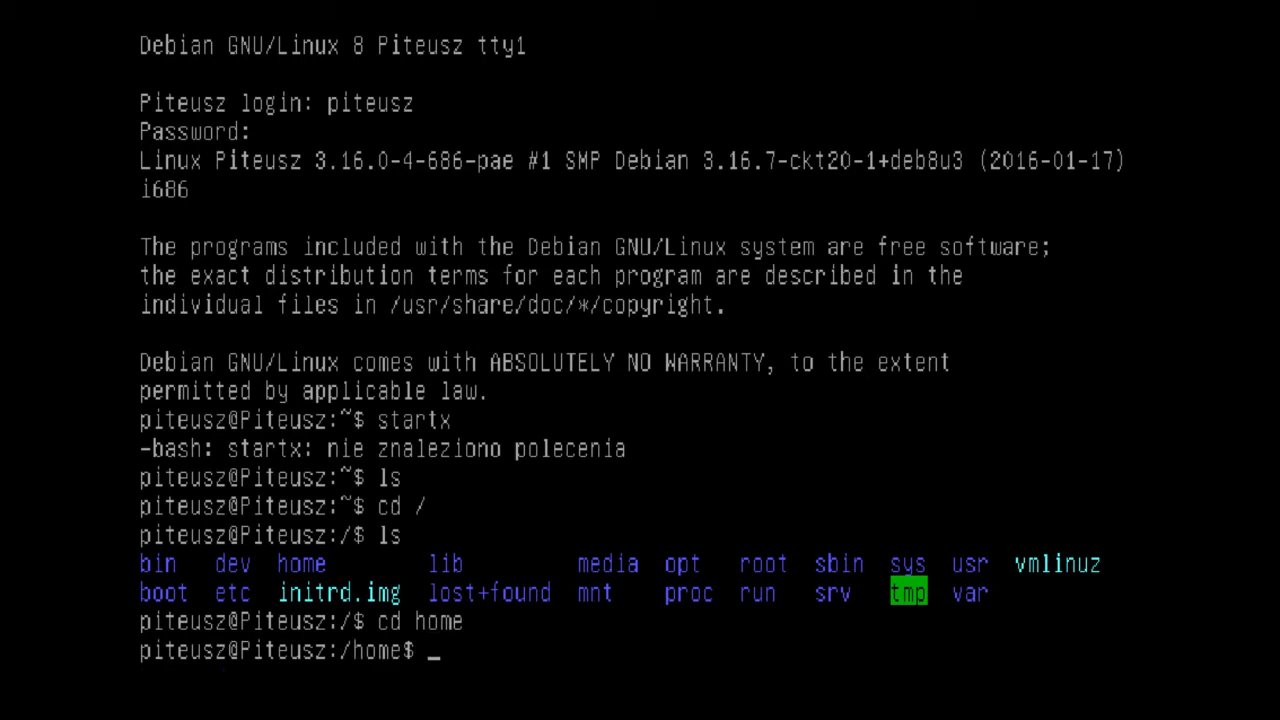 Debian GNU/Linux 8 Piteusz tty1
Piteusz login: piteusz
Password:
Linux Piteusz 3.16.0-4-686-pae #1 SMP Debian 3.16.7-ckt20-1+deb8u3 (2016-01-17)
i686
The programs included with the Debian GNU/Linux system are free software;
the exact distribution terms for each program are described in the
individual files in /usr/share/doc/*/copyright.
Debian GNU/Linux comes with ABSOLUTELY NO WARRANTY, to the extent
permitted by applicable law.
piteusz@Piteusz:~$ startx
-bash: startx: nie znaleziono polecenia
piteusz@Piteusz:~$ ls
piteusz@Piteusz:~$ cd /
piteusz@Piteusz:/$ ls
bin dev home lib media opt root sbin sys usr vmlinuz
boot etc initrd.img lost+found mnt proc run srv tmp var
piteusz@Piteusz:/$ cd home
piteusz@Piteusz:/home$ _